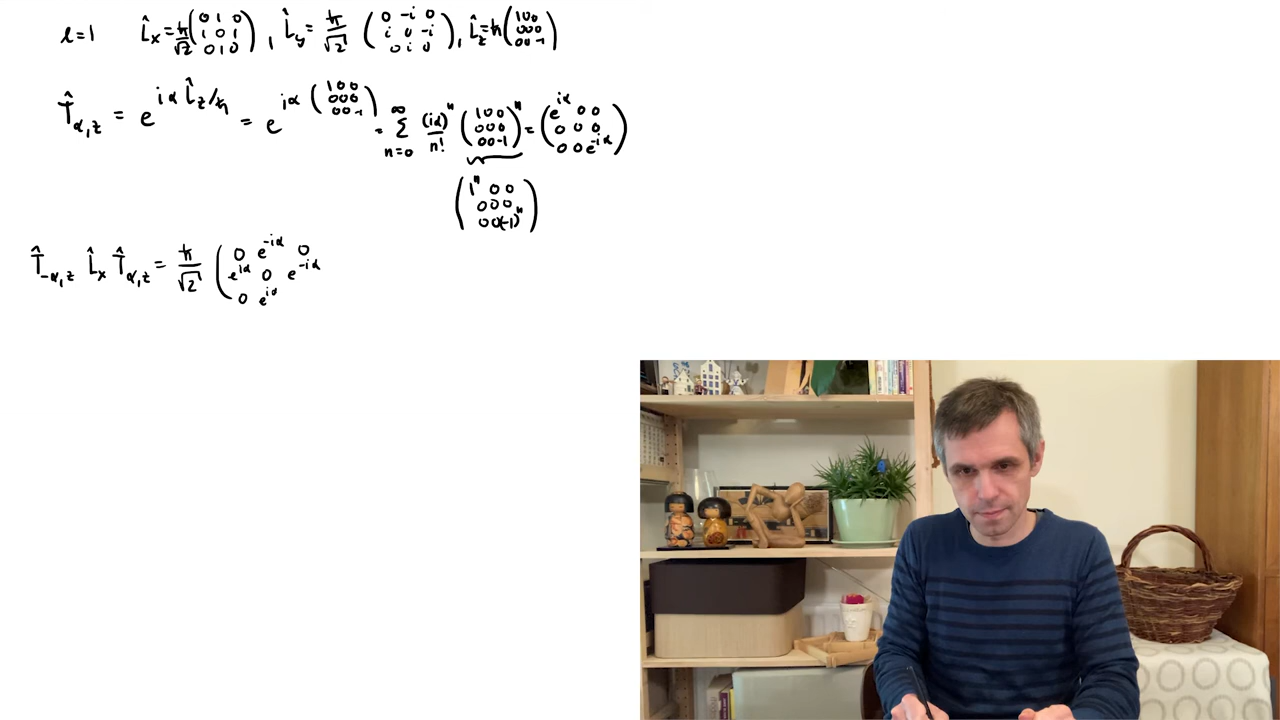 ℓ=1 L̂x = ħ/√2 (0 1 0 / 1 0 1 / 0 1 0), L̂y = ħ/√2 (0 -i 0 / i 0 -i / 0 i 0), L̂z = ħ (1 0 0 / 0 0 0 / 0 0 -1)
T̂α,z = e^{iα L̂z/ħ} = e^{iα (1 0 0 / 0 0 0 / 0 0 -1)} = ∑_{n=0}^{∞} (iα)^n/n! (1 0 0 / 0 0 0 / 0 0 -1)^n = (e^{iα} 0 0 / 0 0 0 / 0 0 e^{-iα})
(1^n 0 0 / 0 0 0 / 0 0 (-1)^n)
T̂-α,z L̂x T̂α,z = ħ/√2 (0 e^{-iα} 0 / e^{iα} 0 e^{-iα} / 0 e^{iα}